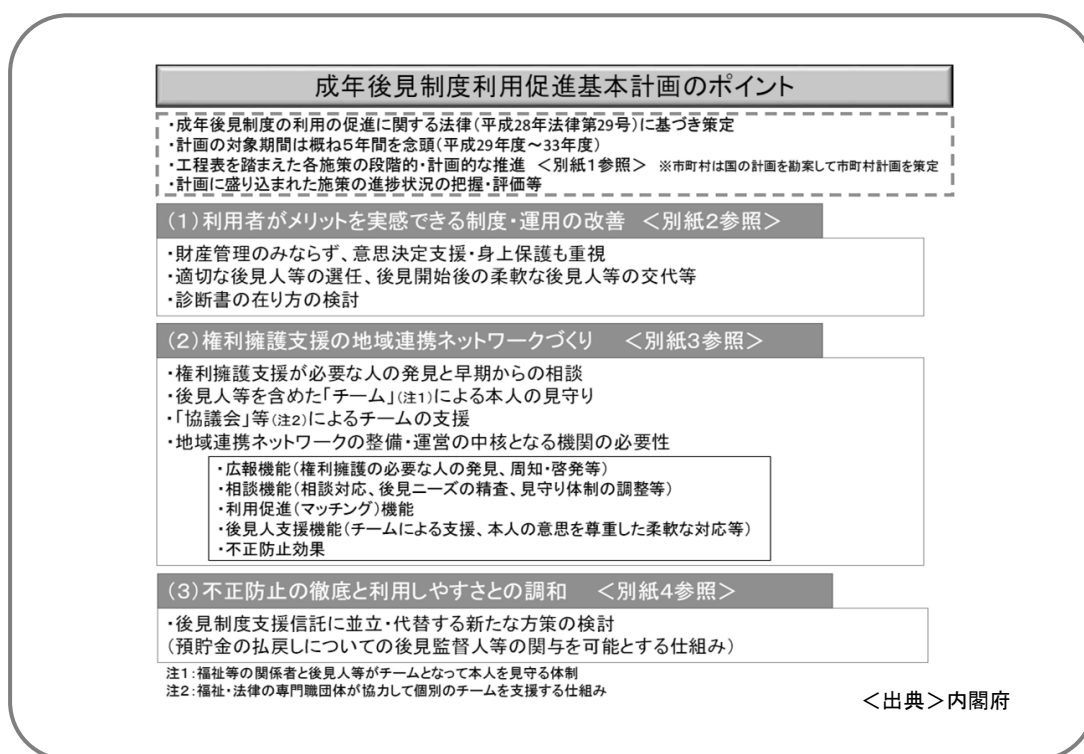 成年後見制度利用促進基本計画のポイント
・成年後見制度の利用の促進に関する法律(平成28年法律第29号)に基づき策定
・計画の対象期間は概ね5年間を念頭(平成29年度～33年度)
・工程表を踏まえた各施策の段階的・計画的な推進 ＜別紙1参照＞ ※市町村は国の計画を勘案して市町村計画を策定
・計画に盛り込まれた施策の進捗状況の把握・評価等
(1)利用者がメリットを実感できる制度・運用の改善 ＜別紙2参照＞
・財産管理のみならず、意思決定支援・身上保護も重視
・適切な後見人等の選任、後見開始後の柔軟な後見人等の交代等
・診断書の在り方の検討
(2)権利擁護支援の地域連携ネットワークづくり ＜別紙3参照＞
・権利擁護支援が必要な人の発見と早期からの相談
・後見人等を含めた「チーム」(注1)による本人の見守り
・「協議会」等(注2)によるチームの支援
・地域連携ネットワークの整備・運営の中核となる機関の必要性
・広報機能(権利擁護の必要な人の発見、周知・啓発等)
・相談機能(相談対応、後見ニーズの精査、見守り体制の調整等)
・利用促進(マッチング)機能
・後見人支援機能(チームによる支援、本人の意思を尊重した柔軟な対応等)
・不正防止効果
(3)不正防止の徹底と利用しやすさとの調和 ＜別紙4参照＞
・後見制度支援信託に並立・代替する新たな方策の検討
(預貯金の払戻しについての後見監督人等の関与を可能とする仕組み)
注1:福祉等の関係者と後見人等がチームとなって本人を見守る体制
注2:福祉・法律の専門職団体が協力して個別のチームを支援する仕組み
＜出典＞内閣府